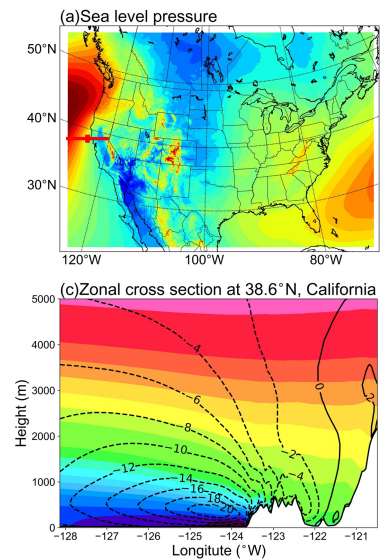 (a)Sea level pressure
50°N
40°N
30°N
120°W 100°W 80°W
(c)Zonal cross section at 38.6°N, California
5000
4000
3000
2000
1000
0
Height (m)
-4
-6
-8
-10
-12
-14
-16
-18
-20
-2
-4
0
-128 -127 -126 -125 -124 -123 -122 -121
Longitute (°W)